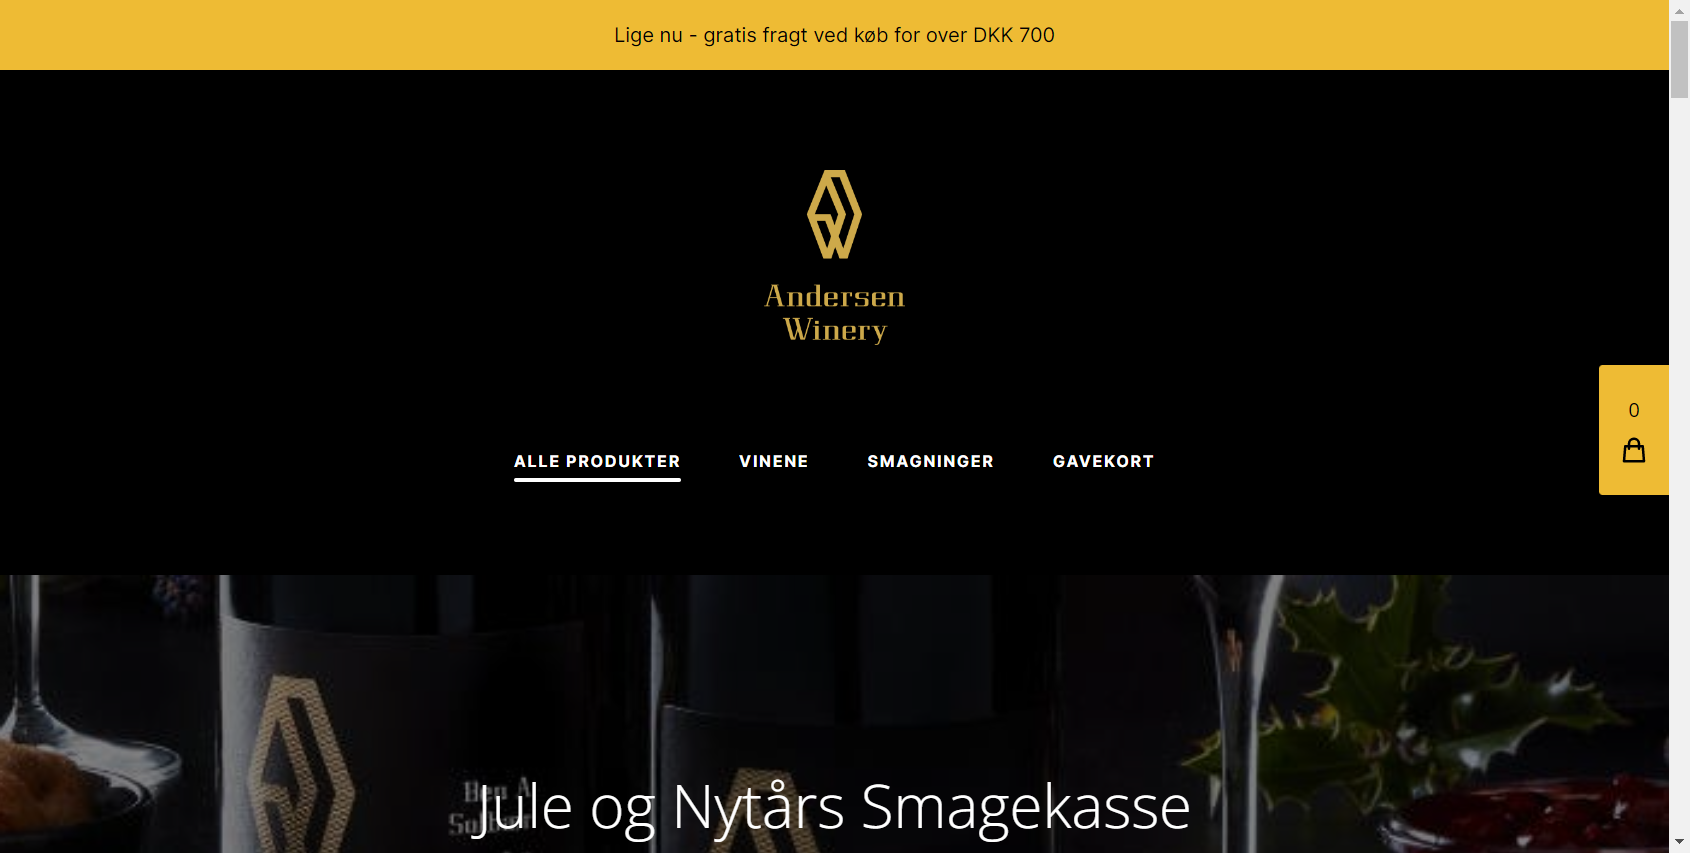 Lige nu - gratis fragt ved køb for over DKK 700
Andersen
Winery
0
ALLE PRODUKTER VINENE SMAGNINGER GAVEKORT
Ben A
Jule og Nytårs Smagekasse